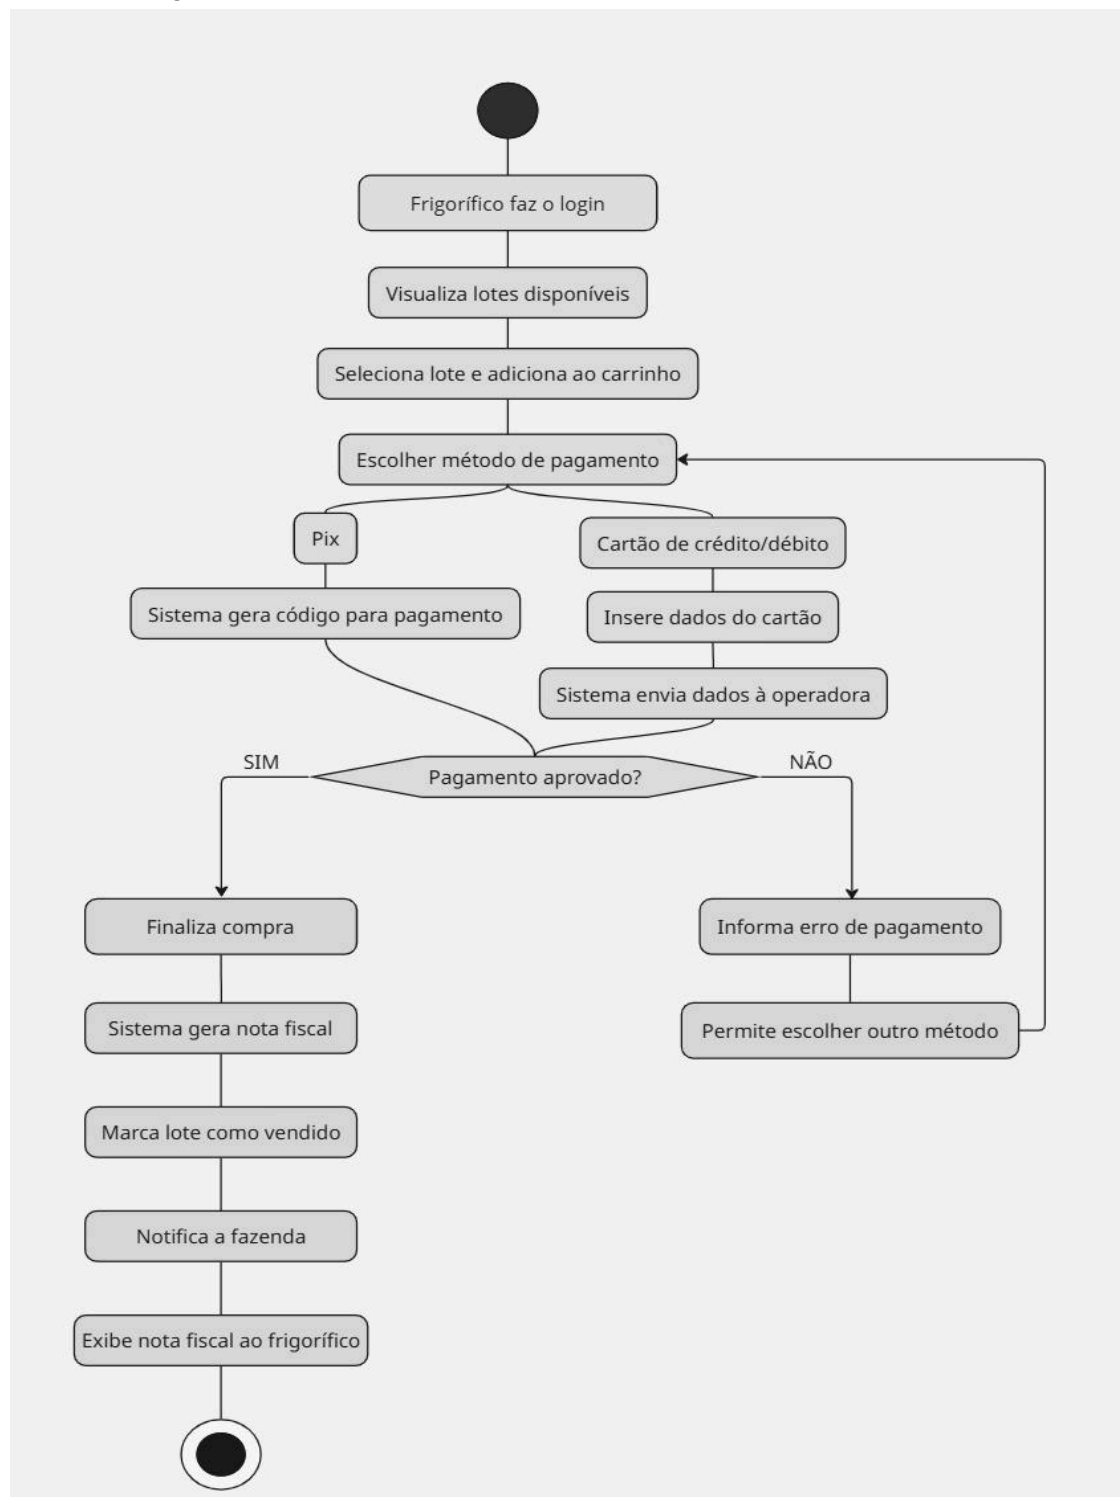 Frigorífico faz o login
Visualiza lotes disponíveis
Seleciona lote e adiciona ao carrinho
Escolher método de pagamento
Pix
Cartão de crédito/débito
Sistema gera código para pagamento
Insere dados do cartão
Sistema envia dados à operadora
SIM
Pagamento aprovado?
NÃO
Finaliza compra
Informa erro de pagamento
Sistema gera nota fiscal
Permite escolher outro método
Marca lote como vendido
Notifica a fazenda
Exibe nota fiscal ao frigorífico